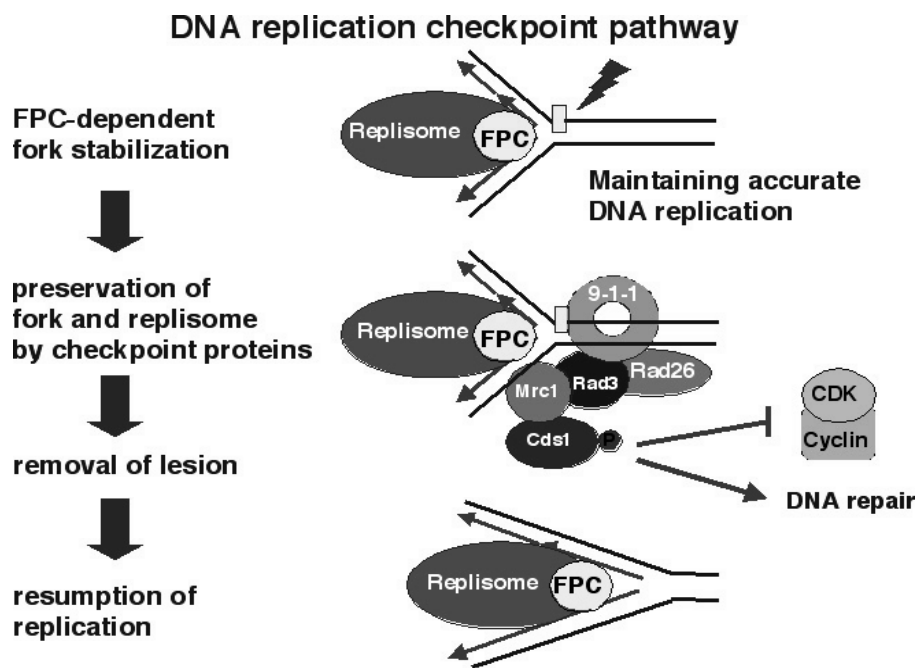 DNA replication checkpoint pathway
FPC-dependent
fork stabilization
Replisome
FPC
Maintaining accurate
DNA replication
preservation of
fork and replisome
by checkpoint proteins
9-1-1
Replisome
FPC
Mrc1
Rad3
Rad26
Cds1
P
CDK
Cyclin
removal of lesion
DNA repair
resumption of
replication
Replisome
FPC